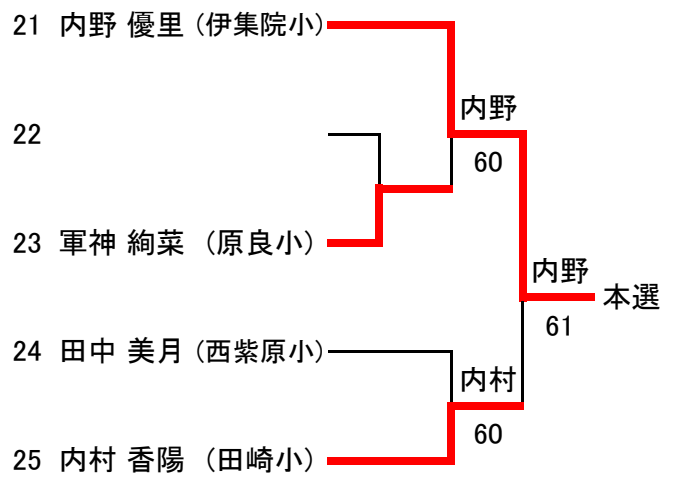 21 内野 優里 (伊集院小)
内野
22
60
23 軍神 絢菜 (原良小)
内野
本選
61
24 田中 美月 (西紫原小)
内村
60
25 内村 香陽 (田崎小)